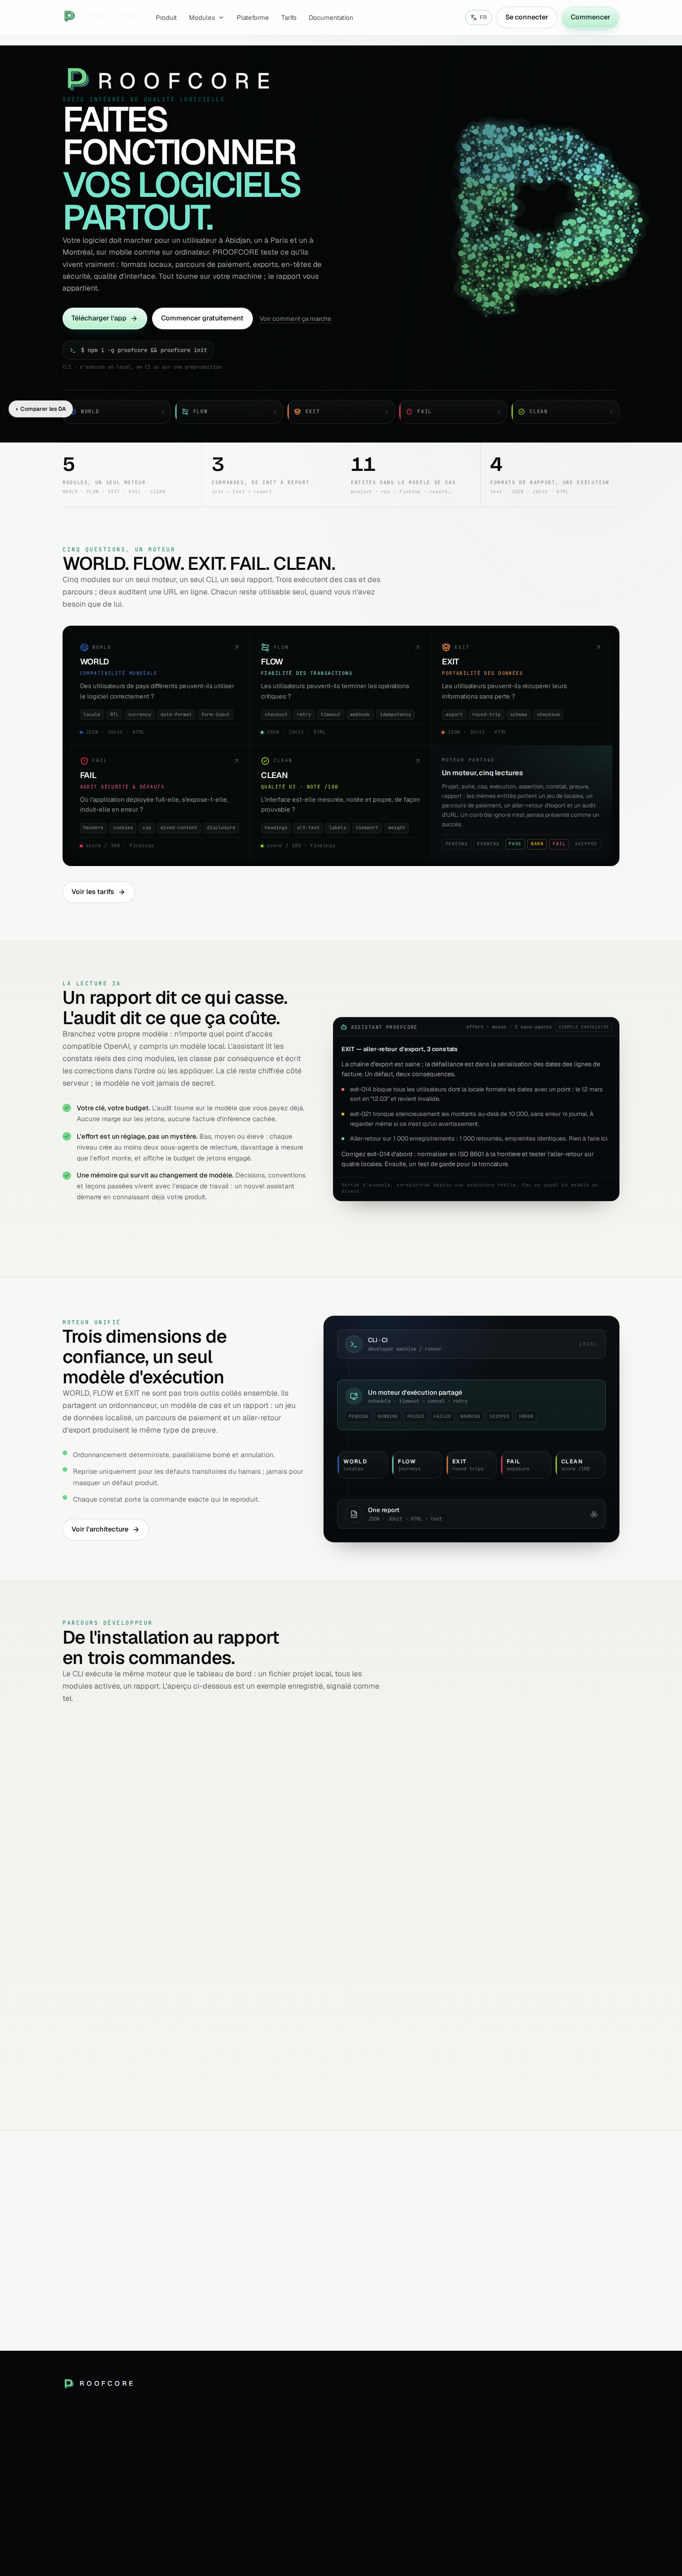 Produit Modules Plateforme Tarifs Documentation FR Se connecter Commencer
PROOFCORE
SUITE INTÉGRÉE DE QUALITÉ LOGICIELLE
FAITES
FONCTIONNER
VOS LOGICIELS
PARTOUT.
Votre logiciel doit marcher pour un utilisateur à Abidjan, un à Paris et un à
Montréal, sur mobile comme sur ordinateur. PROOFCORE teste ce qu'ils
vivent vraiment : formats locaux, parcours de paiement, exports, en-têtes de
sécurité, qualité d'interface. Tout tourne sur votre machine ; le rapport vous
appartient.
Télécharger l'app → Commencer gratuitement Voir comment ça marche
$ npm i -g proofcore && proofcore init
CLI · s'exécute en local, en CI ou sur une préproduction
Comparer les DA
WORLD FLOW EXIT FAIL CLEAN
5 3 11 4
MODULES, UN SEUL MOTEUR COMMANDES, DE INIT À REPORT ENTITÉS DANS LE MODÈLE DE CAS FORMATS DE RAPPORT, UNE EXÉCUTION
WORLD · FLOW · EXIT · FAIL · CLEAN init → test → report project · run · finding · report… text · JSON · JUnit · HTML
CINQ QUESTIONS, UN MOTEUR
WORLD. FLOW. EXIT. FAIL. CLEAN.
Cinq modules sur un seul moteur, un seul CLI, un seul rapport. Trois exécutent des cas et des
parcours ; deux auditent une URL en ligne. Chacun reste utilisable seul, quand vous n'avez
besoin que de lui.
WORLD
WORLD
COMPATIBILITÉ MONDIALE
Des utilisateurs de pays différents peuvent-ils utiliser
le logiciel correctement ?
locale RTL currency date-format form-input
JSON · JUnit · HTML
FLOW
FLOW
FIABILITÉ DES TRANSACTIONS
Les utilisateurs peuvent-ils terminer les opérations
critiques ?
checkout retry timeout webhook idempotency
JSON · JUnit · HTML
EXIT
EXIT
PORTABILITÉ DES DONNÉES
Les utilisateurs peuvent-ils récupérer leurs
informations sans perte ?
export round-trip schema checksum
JSON · JUnit · HTML
FAIL
FAIL
AUDIT SÉCURITÉ & DÉFAUTS
Où l'application déployée fuit-elle, s'expose-t-elle,
induit-elle en erreur ?
headers cookies csp mixed-content disclosure
score / 100 · findings
CLEAN
CLEAN
QUALITÉ UI · NOTE /100
L'interface est-elle mesurée, notée et propre, de façon
prouvable ?
headings alt-text labels viewport weight
score / 100 · findings
MOTEUR PARTAGÉ
Un moteur, cinq lectures
Projet, suite, cas, exécution, assertion, constat, preuve,
rapport : les mêmes entités portent un jeu de locales, un
parcours de paiement, un aller-retour d'export et un audit
d'URL. Un contrôle ignoré n'est jamais présenté comme un
succès.
PENDING RUNNING PASS WARN FAIL SKIPPED
Voir les tarifs →
LA LECTURE IA
Un rapport dit ce qui casse.
L'audit dit ce que ça coûte.
Branchez votre propre modèle : n'importe quel point d'accès
compatible OpenAI, y compris un modèle local. L'assistant lit les
constats réels des cinq modules, les classe par conséquence et écrit
les corrections dans l'ordre où les appliquer. La clé reste chiffrée côté
serveur ; le modèle ne voit jamais de secret.
Votre clé, votre budget. L'audit tourne sur le modèle que vous payez déjà.
Aucune marge sur les jetons, aucune facture d'inférence cachée.
L'effort est un réglage, pas un mystère. Bas, moyen ou élevé : chaque
niveau crée au moins deux sous-agents de relecture, davantage à mesure
que l'effort monte, et affiche le budget de jetons engagé.
Une mémoire qui survit au changement de modèle. Décisions, conventions
et leçons passées vivent avec l'espace de travail : un nouvel assistant
démarre en connaissant déjà votre produit.
ASSISTANT PROOFCORE effort : moyen · 2 sous-agents EXEMPLE ENREGISTRÉ
EXIT — aller-retour d'export, 3 constats
La chaîne d'export est saine ; la défaillance est dans la sérialisation des dates des lignes de
facture. Un défaut, deux conséquences.
exit-014 bloque tous les utilisateurs dont la locale formate les dates avec un point : le 12 mars
sort en "12.03" et revient invalide.
exit-021 tronque silencieusement les montants au-delà de 10 000, sans erreur ni journal. À
regarder même si ce n'est qu'un avertissement.
Aller-retour sur 1 000 enregistrements : 1 000 retournés, empreintes identiques. Rien à faire ici.
Corrigez exit-014 d'abord : normaliser en ISO 8601 à la frontière et tester l'aller-retour sur
quatre locales. Ensuite, un test de garde pour la troncature.
Sortie d'exemple, enregistrée depuis une exécution réelle. Pas un appel de modèle en
direct.
MOTEUR UNIFIÉ
Trois dimensions de
confiance, un seul
modèle d'exécution
WORLD, FLOW et EXIT ne sont pas trois outils collés ensemble. Ils
partagent un ordonnanceur, un modèle de cas et un rapport : un jeu
de données localisé, un parcours de paiement et un aller-retour
d'export produisent le même type de preuve.
Ordonnancement déterministe, parallélisme borné et annulation.
Reprise uniquement pour les défauts transitoires du harnais ; jamais pour
masquer un défaut produit.
Chaque constat porte la commande exacte qui le reproduit.
Voir l'architecture →
CLI · CI LOCAL
developer machine / runner
Un moteur d'exécution partagé
schedule · timeout · cancel · retry
PENDING RUNNING PASSED FAILED WARNING SKIPPED ERROR
WORLD FLOW EXIT FAIL CLEAN
locales journeys round trips exposure score /100
One report
JSON · JUnit · HTML · text
PARCOURS DÉVELOPPEUR
De l'installation au rapport
en trois commandes.
Le CLI exécute le même moteur que le tableau de bord : un fichier projet local, tous les
modules activés, un rapport. L'aperçu ci-dessous est un exemple enregistré, signalé comme
tel.
PROOFCORE